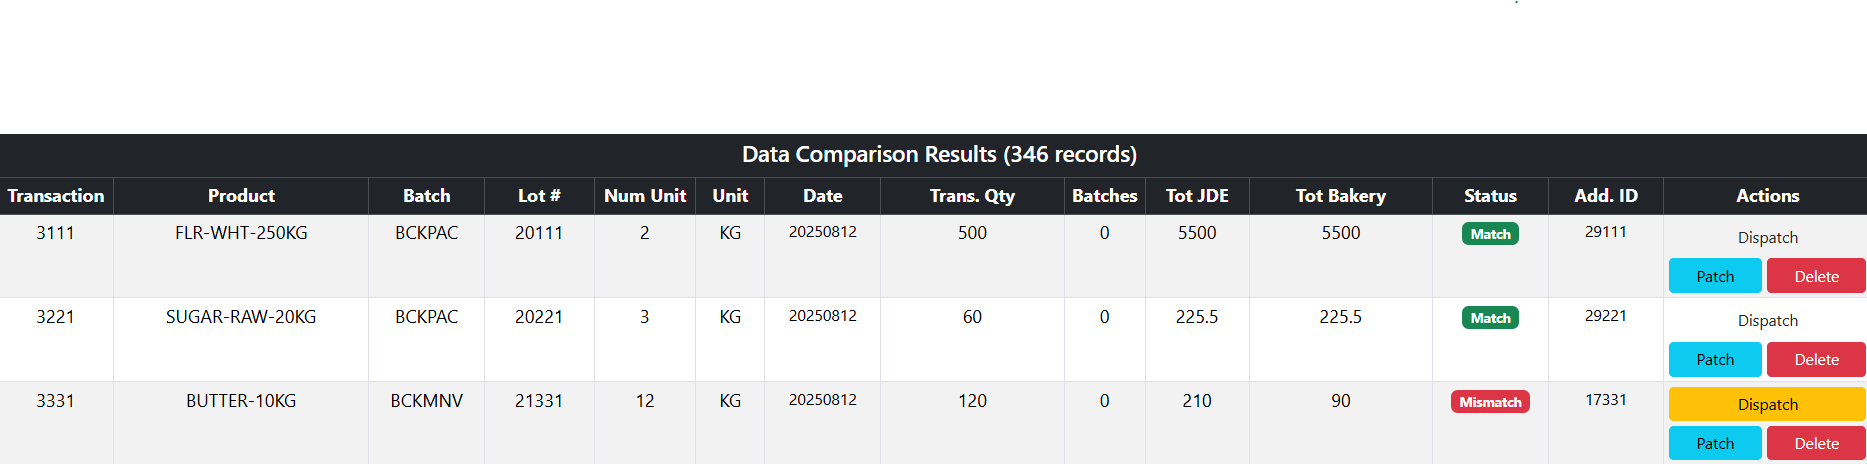 Data Comparison Results (346 records)
Transaction Product Batch Lot # Num Unit Unit Date Trans. Qty Batches Tot JDE Tot Bakery Status Add. ID Actions
3111 FLR-WHT-250KG BCKPAC 20111 2 KG 20250812 500 0 5500 5500 Match 29111 Dispatch
Patch Delete
3221 SUGAR-RAW-20KG BCKPAC 20221 3 KG 20250812 60 0 225.5 225.5 Match 29221 Dispatch
Patch Delete
3331 BUTTER-10KG BCKMNV 21331 12 KG 20250812 120 0 210 90 Mismatch 17331 Dispatch
Patch Delete